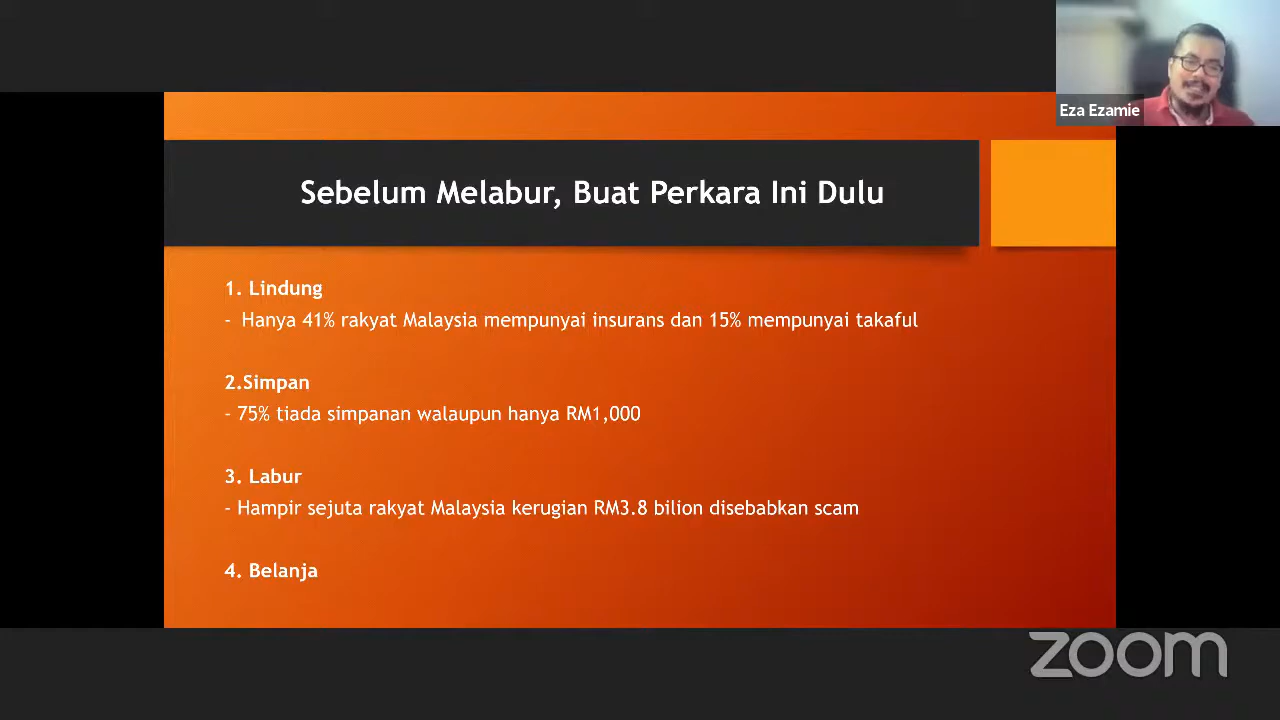 Eza Ezamie
Sebelum Melabur, Buat Perkara Ini Dulu
1. Lindung
- Hanya 41% rakyat Malaysia mempunyai insurans dan 15% mempunyai takaful
2.Simpan
- 75% tiada simpanan walaupun hanya RM1,000
3. Labur
- Hampir sejuta rakyat Malaysia kerugian RM3.8 bilion disebabkan scam
4. Belanja
zoom